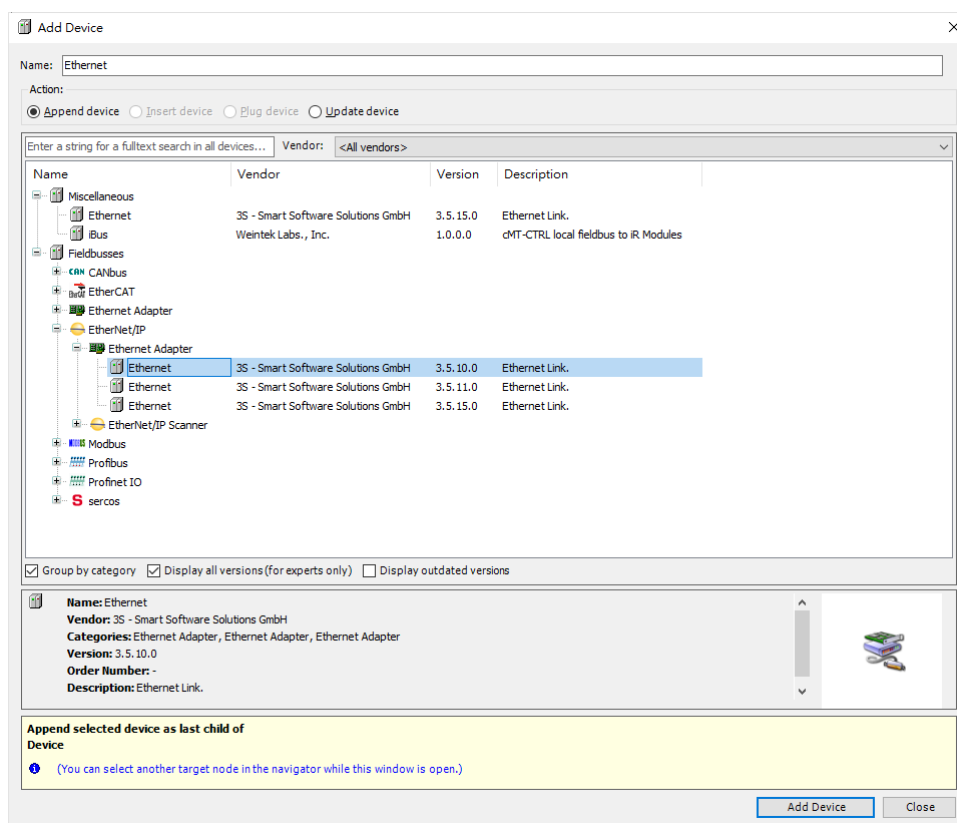 Add Device
Name: Ethernet
Action:
Append device Insert device Plug device Update device
Enter a string for a fulltext search in all devices... Vendor: <All vendors>
Name Vendor Version Description
Miscellaneous
Ethernet 3S - Smart Software Solutions GmbH 3.5.15.0 Ethernet Link.
iBus Weintek Labs., Inc. 1.0.0.0 cMT-CTRL local fieldbus to iR Modules
Fieldbusses
CAN CANbus
EtherCAT
Ethernet Adapter
EtherNet/IP
Ethernet Adapter
Ethernet 3S - Smart Software Solutions GmbH 3.5.10.0 Ethernet Link.
Ethernet 3S - Smart Software Solutions GmbH 3.5.11.0 Ethernet Link.
Ethernet 3S - Smart Software Solutions GmbH 3.5.15.0 Ethernet Link.
EtherNet/IP Scanner
Modbus
Profibus
Profinet IO
S sercos
Group by category Display all versions (for experts only) Display outdated versions
Name: Ethernet
Vendor: 3S - Smart Software Solutions GmbH
Categories: Ethernet Adapter, Ethernet Adapter, Ethernet Adapter
Version: 3.5.10.0
Order Number: -
Description: Ethernet Link.
Append selected device as last child of
Device
(You can select another target node in the navigator while this window is open.)
Add Device Close